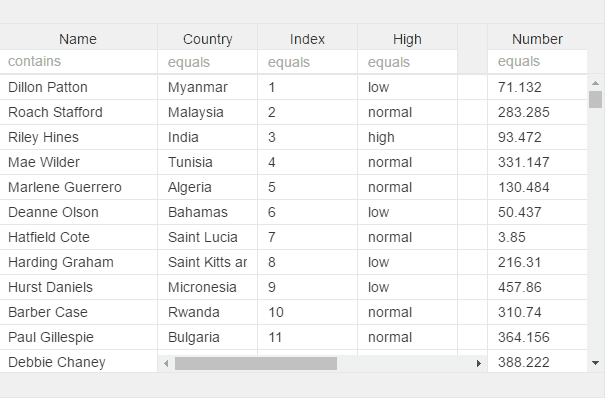 Name Country Index High Number
contains equals equals equals equals
Dillon Patton Myanmar 1 low 71.132
Roach Stafford Malaysia 2 normal 283.285
Riley Hines India 3 high 93.472
Mae Wilder Tunisia 4 normal 331.147
Marlene Guerrero Algeria 5 normal 130.484
Deanne Olson Bahamas 6 low 50.437
Hatfield Cote Saint Lucia 7 normal 3.85
Harding Graham Saint Kitts ar 8 low 216.31
Hurst Daniels Micronesia 9 low 457.86
Barber Case Rwanda 10 normal 310.74
Paul Gillespie Bulgaria 11 normal 364.156
Debbie Chaney 388.222